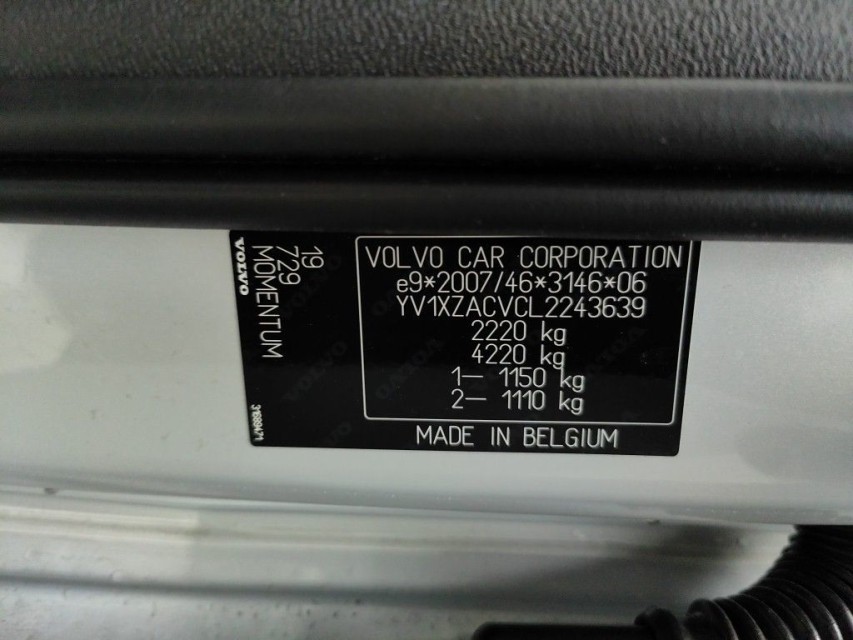 VOLVO CAR CORPORATION
e9*2007/46*3146*06
YV1XZACVCL2243639
2220 kg
4220 kg
1— 1150 kg
2— 1110 kg
MADE IN BELGIUM
19
729
MOMENTUM
VOLVO